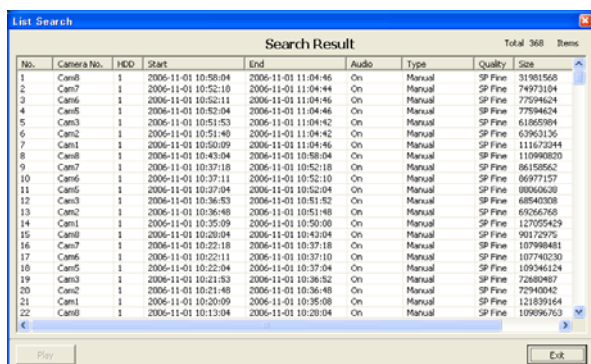 List Search
Search Result Total 368 Items
No. Camera No. HDD Start End Audio Type Quality Size
1 Cam8 1 2006-11-01 10:58:04 2006-11-01 11:04:46 On Manual SP Fine 31981568
2 Cam7 1 2006-11-01 10:52:18 2006-11-01 11:04:44 On Manual SP Fine 74973184
3 Cam6 1 2006-11-01 10:52:11 2006-11-01 11:04:46 On Manual SP Fine 77594624
4 Cam5 1 2006-11-01 10:52:04 2006-11-01 11:04:46 On Manual SP Fine 77594624
5 Cam3 1 2006-11-01 10:51:53 2006-11-01 11:04:42 On Manual SP Fine 61865984
6 Cam2 1 2006-11-01 10:51:48 2006-11-01 11:04:42 On Manual SP Fine 63963136
7 Cam1 1 2006-11-01 10:50:09 2006-11-01 11:04:46 On Manual SP Fine 111673344
8 Cam8 1 2006-11-01 10:43:04 2006-11-01 10:58:04 On Manual SP Fine 110990820
9 Cam7 1 2006-11-01 10:37:18 2006-11-01 10:52:18 On Manual SP Fine 86158562
10 Cam6 1 2006-11-01 10:37:11 2006-11-01 10:52:10 On Manual SP Fine 86977157
11 Cam5 1 2006-11-01 10:37:04 2006-11-01 10:52:04 On Manual SP Fine 88060638
12 Cam3 1 2006-11-01 10:36:53 2006-11-01 10:51:52 On Manual SP Fine 68540308
13 Cam2 1 2006-11-01 10:36:48 2006-11-01 10:51:48 On Manual SP Fine 69266768
14 Cam1 1 2006-11-01 10:35:09 2006-11-01 10:50:08 On Manual SP Fine 127055429
15 Cam8 1 2006-11-01 10:28:04 2006-11-01 10:43:04 On Manual SP Fine 90172975
16 Cam7 1 2006-11-01 10:22:18 2006-11-01 10:37:18 On Manual SP Fine 107998481
17 Cam6 1 2006-11-01 10:22:11 2006-11-01 10:37:10 On Manual SP Fine 107740230
18 Cam5 1 2006-11-01 10:22:04 2006-11-01 10:37:04 On Manual SP Fine 109346124
19 Cam3 1 2006-11-01 10:21:53 2006-11-01 10:36:52 On Manual SP Fine 72680487
20 Cam2 1 2006-11-01 10:21:48 2006-11-01 10:36:48 On Manual SP Fine 72940042
21 Cam1 1 2006-11-01 10:20:09 2006-11-01 10:35:08 On Manual SP Fine 121839164
22 Cam8 1 2006-11-01 10:13:04 2006-11-01 10:28:04 On Manual SP Fine 109896763
Play Exit